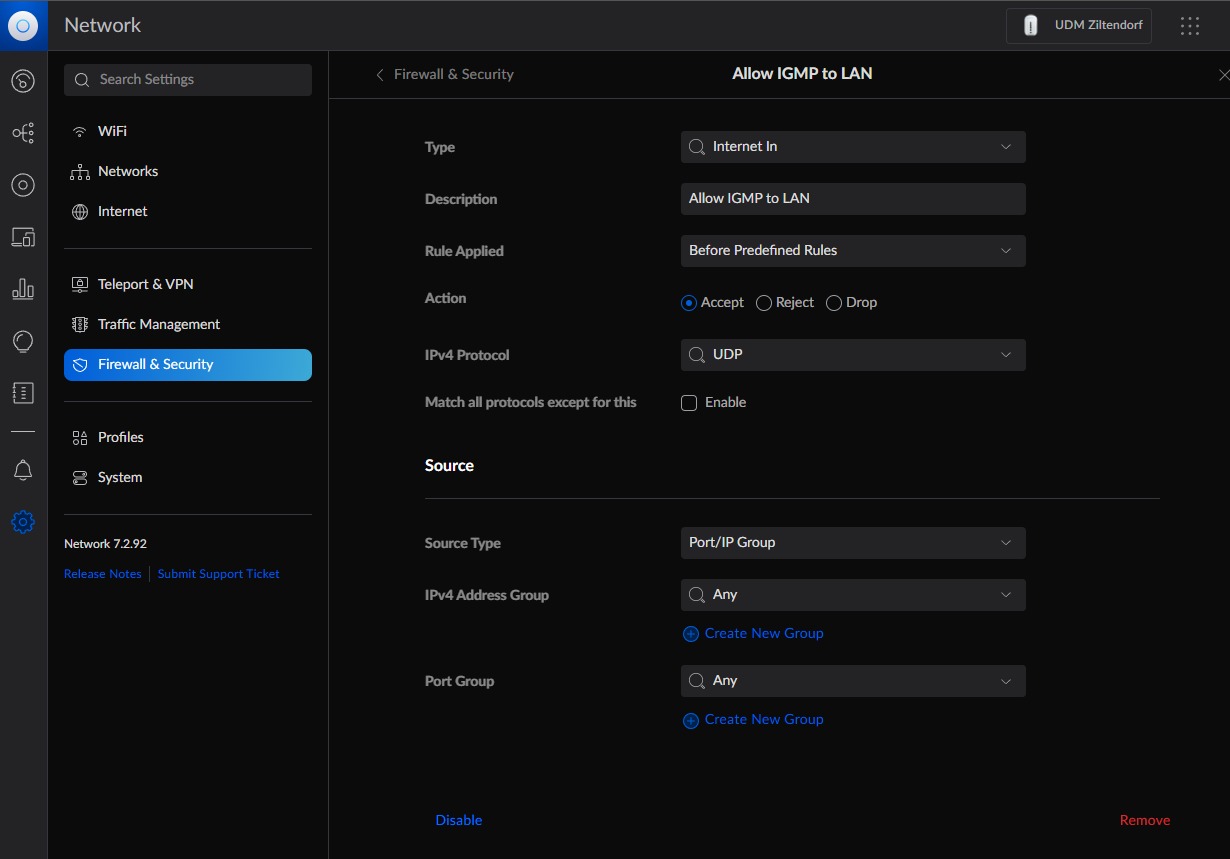 Network
UDM Ziltendorf
Search Settings
WiFi
Networks
Internet
Teleport & VPN
Traffic Management
Firewall & Security
Profiles
System
Network 7.2.92
Release Notes
Submit Support Ticket
Firewall & Security
Allow IGMP to LAN
Type
Internet In
Description
Allow IGMP to LAN
Rule Applied
Before Predefined Rules
Action
Accept
Reject
Drop
IPv4 Protocol
UDP
Match all protocols except for this
Enable
Source
Source Type
Port/IP Group
IPv4 Address Group
Any
Create New Group
Port Group
Any
Create New Group
Disable
Remove